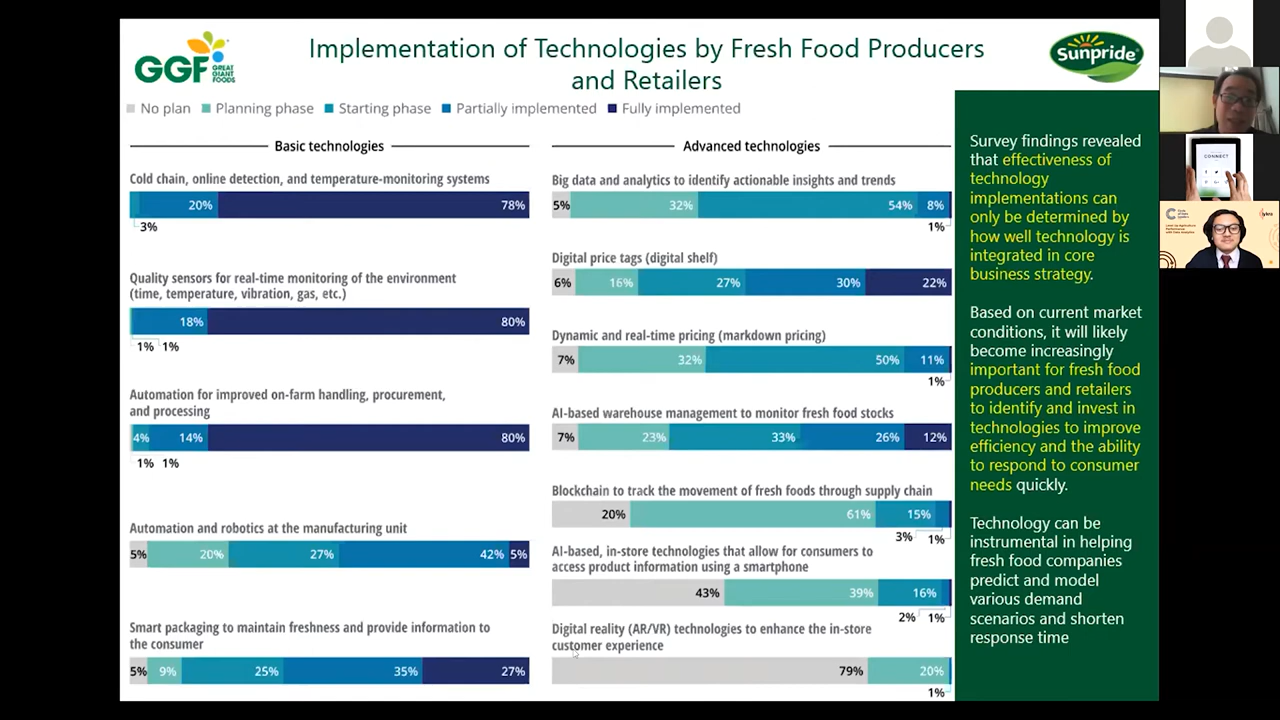 GGF GREAT GIANT FOODS
Implementation of Technologies by Fresh Food Producers
and Retailers
Sunpride
No plan Planning phase Starting phase Partially implemented Fully implemented
Basic technologies
Cold chain, online detection, and temperature-monitoring systems
20% 78%
3%
Quality sensors for real-time monitoring of the environment
(time, temperature, vibration, gas, etc.)
18% 80%
1% 1%
Automation for improved on-farm handling, procurement,
and processing
4% 14% 80%
1% 1%
Automation and robotics at the manufacturing unit
5% 20% 27% 42% 5%
Smart packaging to maintain freshness and provide information to
the consumer
5% 9% 25% 35% 27%
Advanced technologies
Big data and analytics to identify actionable insights and trends
5% 32% 54% 8%
1%
Digital price tags (digital shelf)
6% 16% 27% 30% 22%
Dynamic and real-time pricing (markdown pricing)
7% 32% 50% 11%
1%
AI-based warehouse management to monitor fresh food stocks
7% 23% 33% 26% 12%
Blockchain to track the movement of fresh foods through supply chain
20% 61% 15%
3% 1%
AI-based, in-store technologies that allow for consumers to
access product information using a smartphone
43% 39% 16%
2% 1%
Digital reality (AR/VR) technologies to enhance the in-store
customer experience
79% 20%
1%
Survey findings revealed
that effectiveness of
technology
implementations can
only be determined by
how well technology is
integrated in core
business strategy.
Based on current market
conditions, it will likely
become increasingly
important for fresh food
producers and retailers
to identify and invest in
technologies to improve
efficiency and the ability
to respond to consumer
needs quickly.
Technology can be
instrumental in helping
fresh food companies
predict and model
various demand
scenarios and shorten
response time
CONNECT